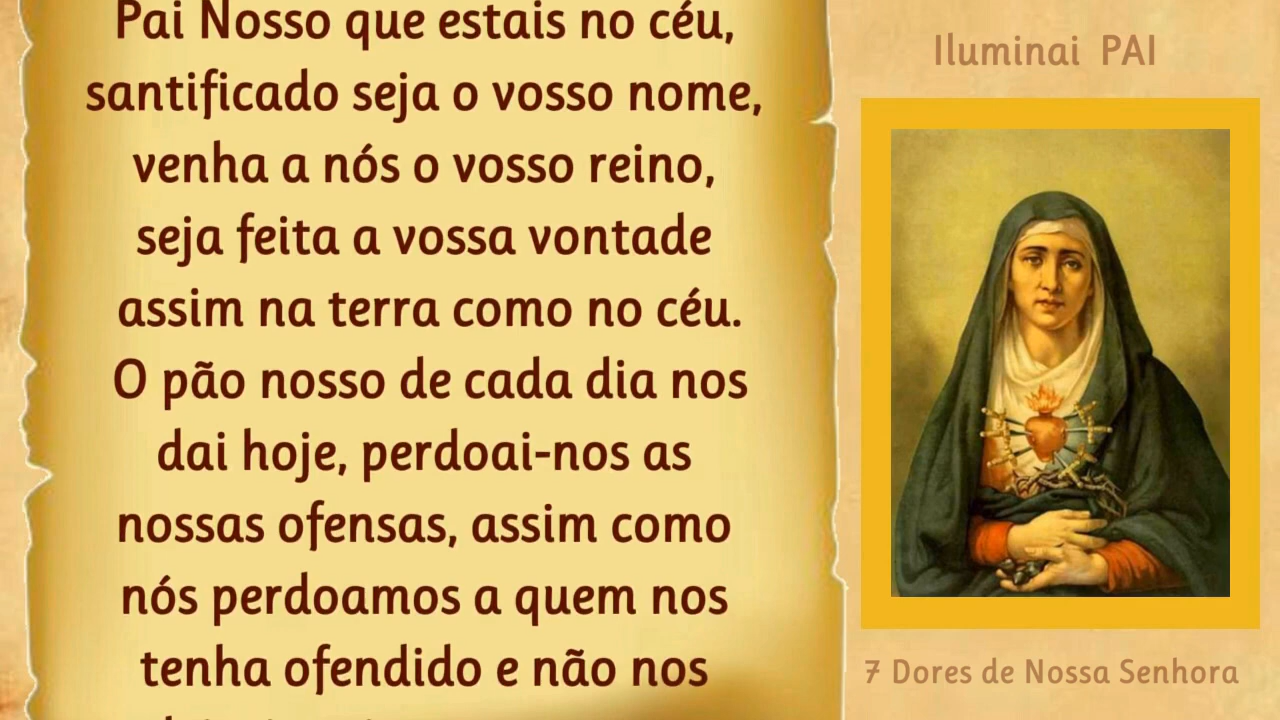 Pai Nosso que estais no céu,
santificado seja o vosso nome,
venha a nós o vosso reino,
seja feita a vossa vontade
assim na terra como no céu.
O pão nosso de cada dia nos
dai hoje, perdoai-nos as
nossas ofensas, assim como
nós perdoamos a quem nos
tenha ofendido e não nos
Iluminai PAI
7 Dores de Nossa Senhora